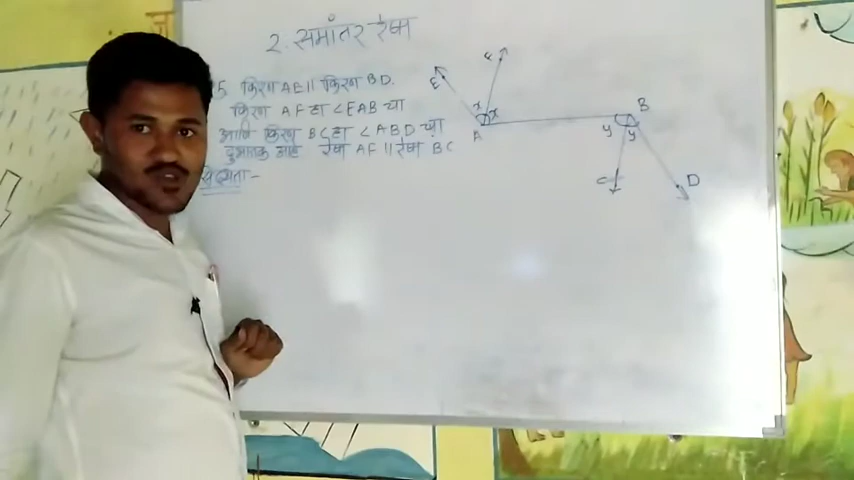 2. समांतर रेषा
5 किरण AE || किरण BD.
किरण AF हा ∠EAB चा
आणि किरण BC हा ∠ABD चा
दुभाजक आहे रेषा AF || रेषा BC
सिद्धता -
E
F
x
x
A
B
y
y
C
D